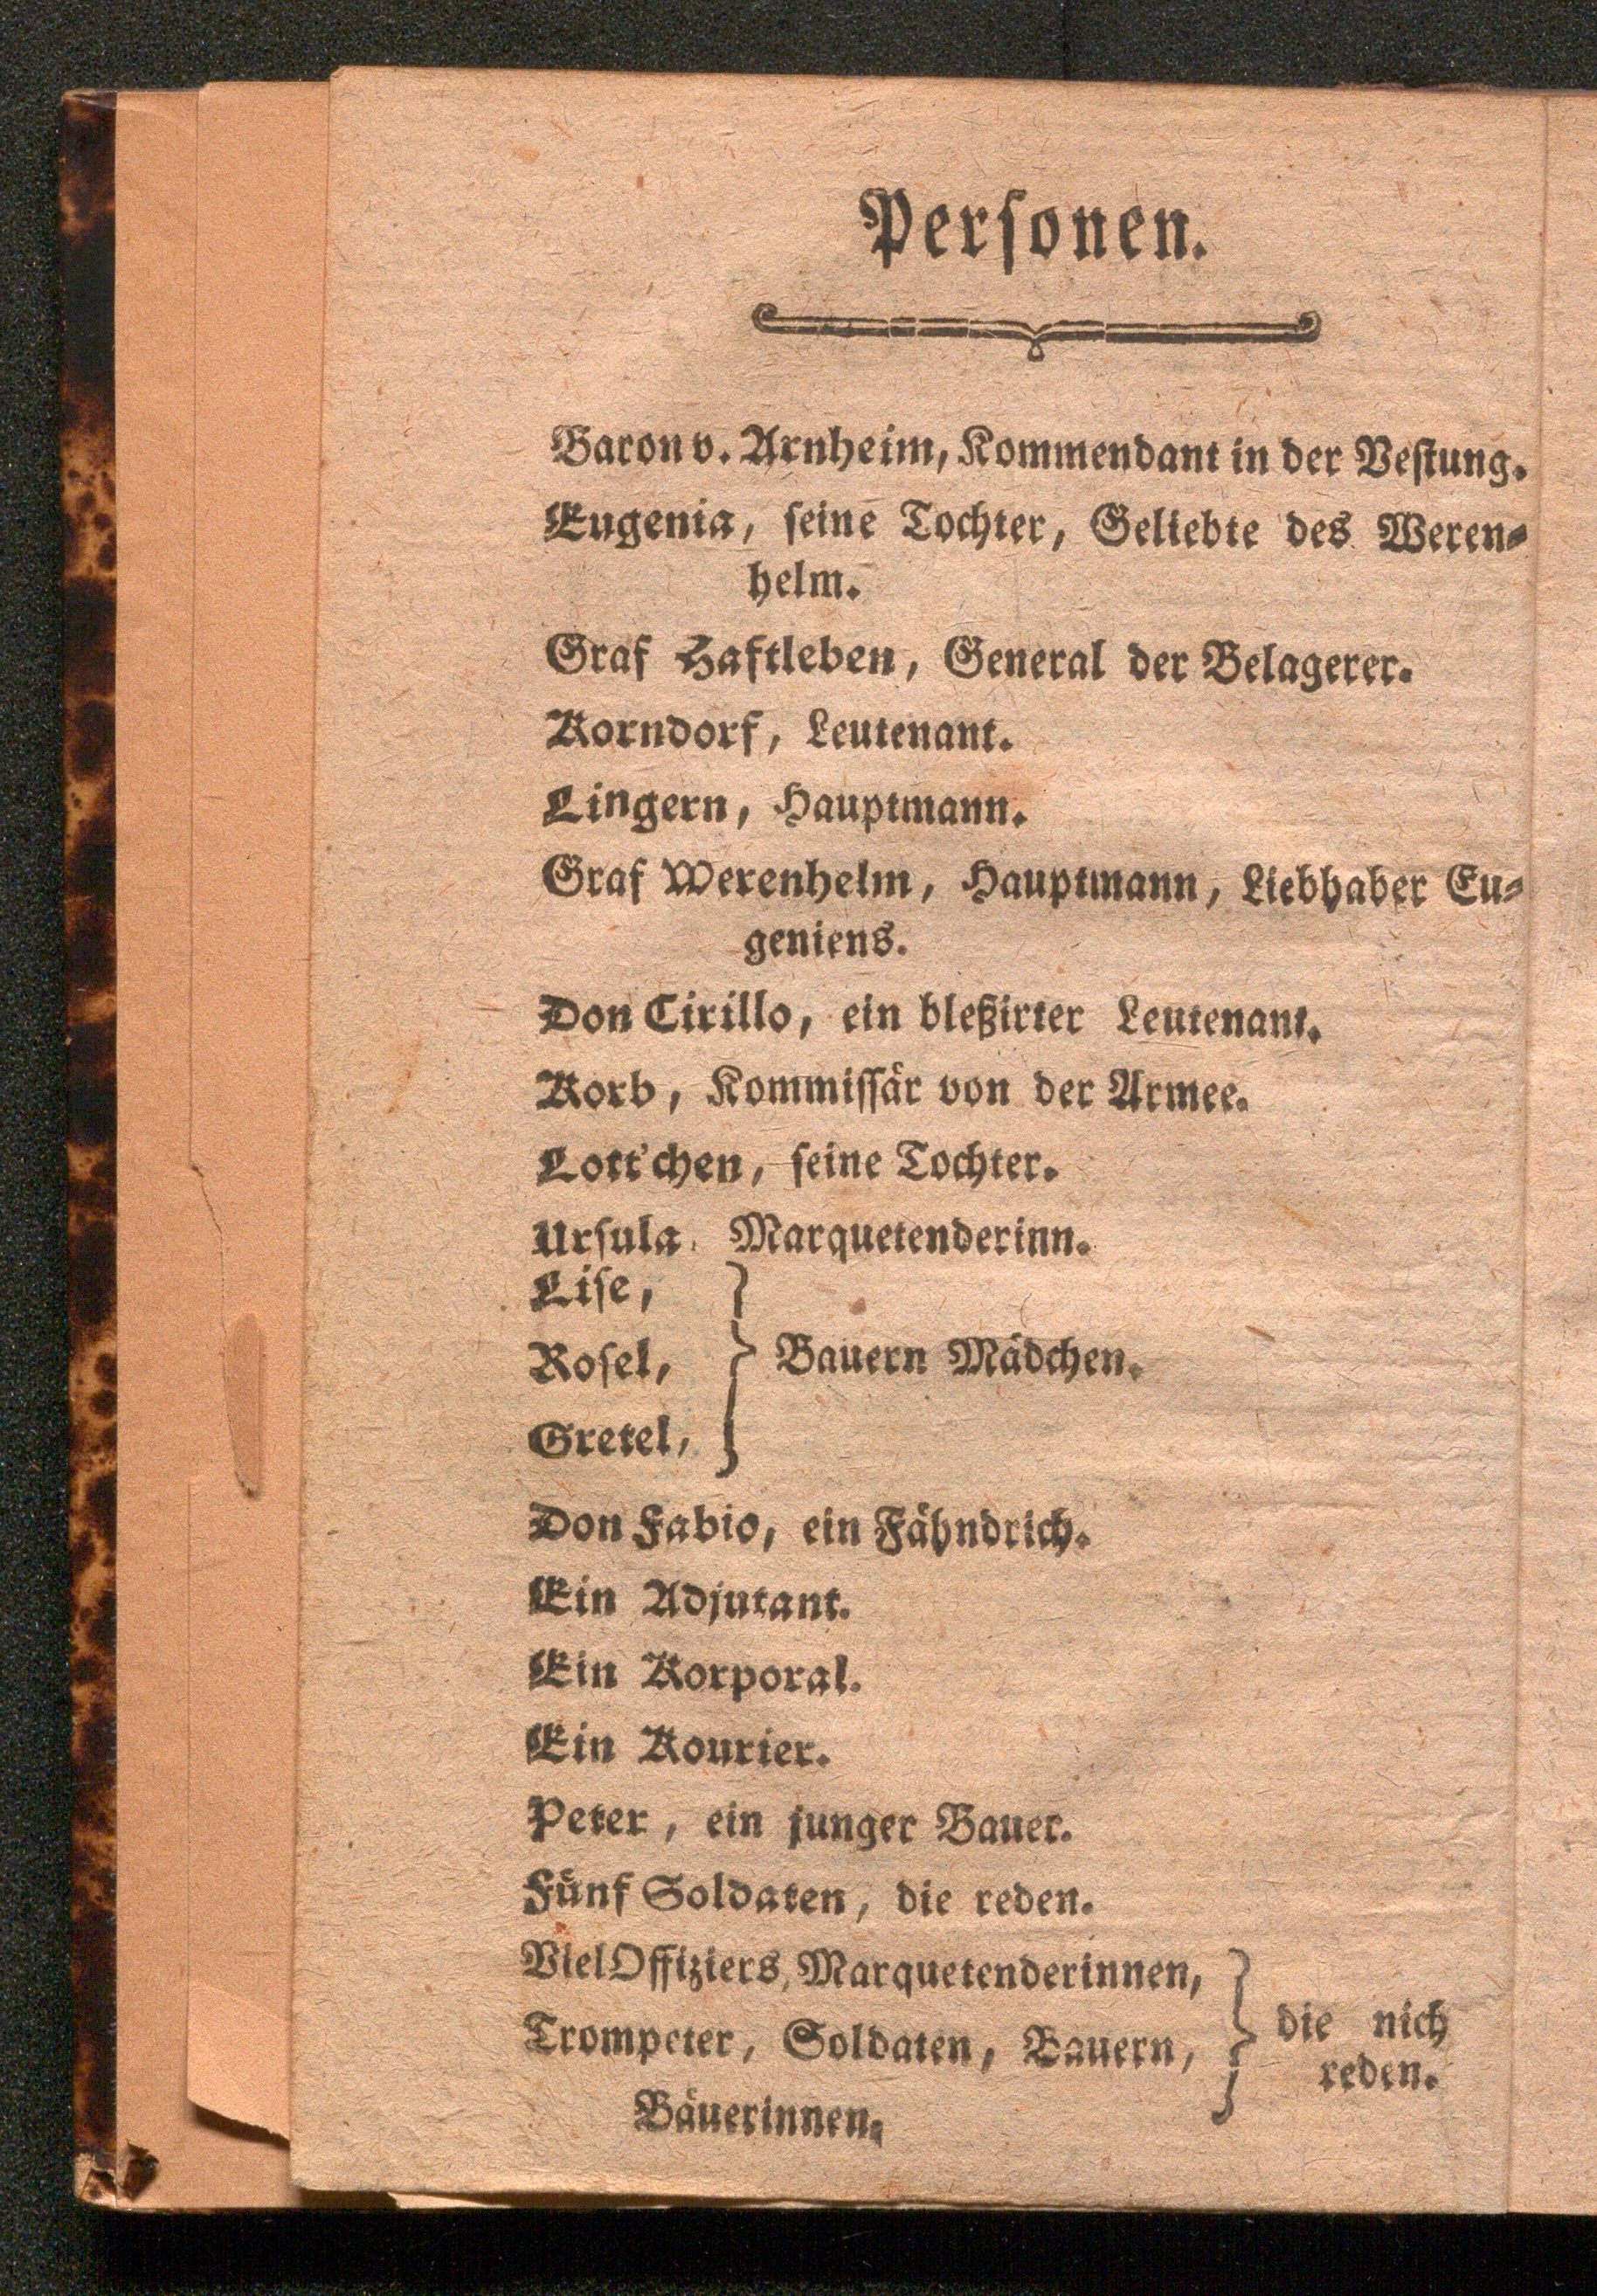 Personen.
Baron v. Arnheim, Kommendant in der Vestung.
Eugenia, seine Tochter, Geliebte des Weren-
helm.
Graf Haftleben, General der Belagerer.
Korndorf, Leutenant.
Lingern, Hauptmann.
Graf Werenhelm, Hauptmann, Liebhaber Eu-
geniens.
Don Cirillo, ein bleßirter Leutenant.
Korb, Kommissär von der Armee.
Lott'chen, seine Tochter.
Ursula, Marquetenderinn.
Lise,
Rosel, } Bauern Mädchen.
Gretel,
Don Fabio, ein Fähndrich.
Ein Adjutant.
Ein Korporal.
Ein Kourier.
Peter, ein junger Bauer.
Fünf Soldaten, die reden.
Viel Offiziers, Marquetenderinnen,
Trompeter, Soldaten, Bauern, } die nich
reden.
Bäuerinnen.